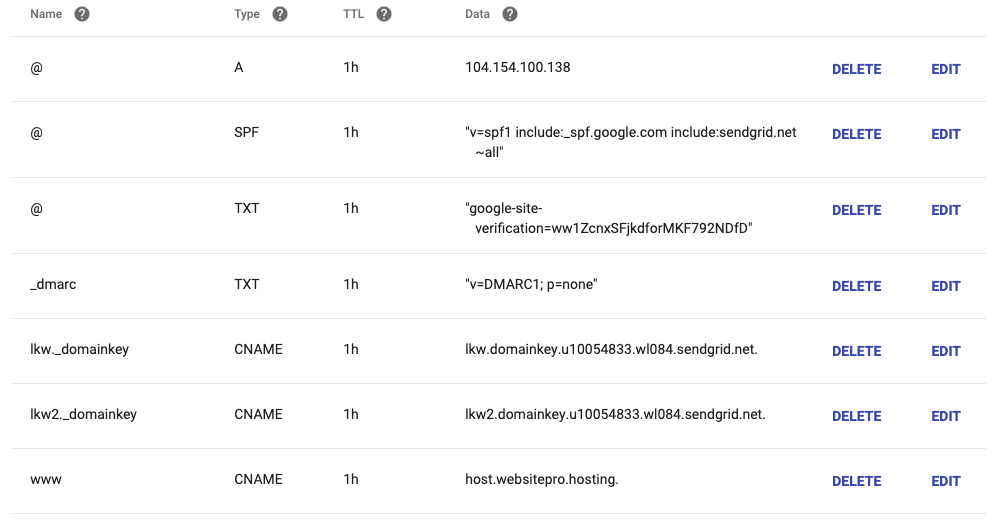 Name Type TTL Data
@ A 1h 104.154.100.138 DELETE EDIT
@ SPF 1h "v=spf1 include:_spf.google.com include:sendgrid.net DELETE EDIT
~all"
@ TXT 1h "google-site- DELETE EDIT
verification=ww1ZcnxSFjkdforMKF792NDfD"
_dmarc TXT 1h "v=DMARC1; p=none" DELETE EDIT
lkw._domainkey CNAME 1h lkw.domainkey.u10054833.wl084.sendgrid.net. DELETE EDIT
lkw2._domainkey CNAME 1h lkw2.domainkey.u10054833.wl084.sendgrid.net. DELETE EDIT
www CNAME 1h host.websitepro.hosting. DELETE EDIT